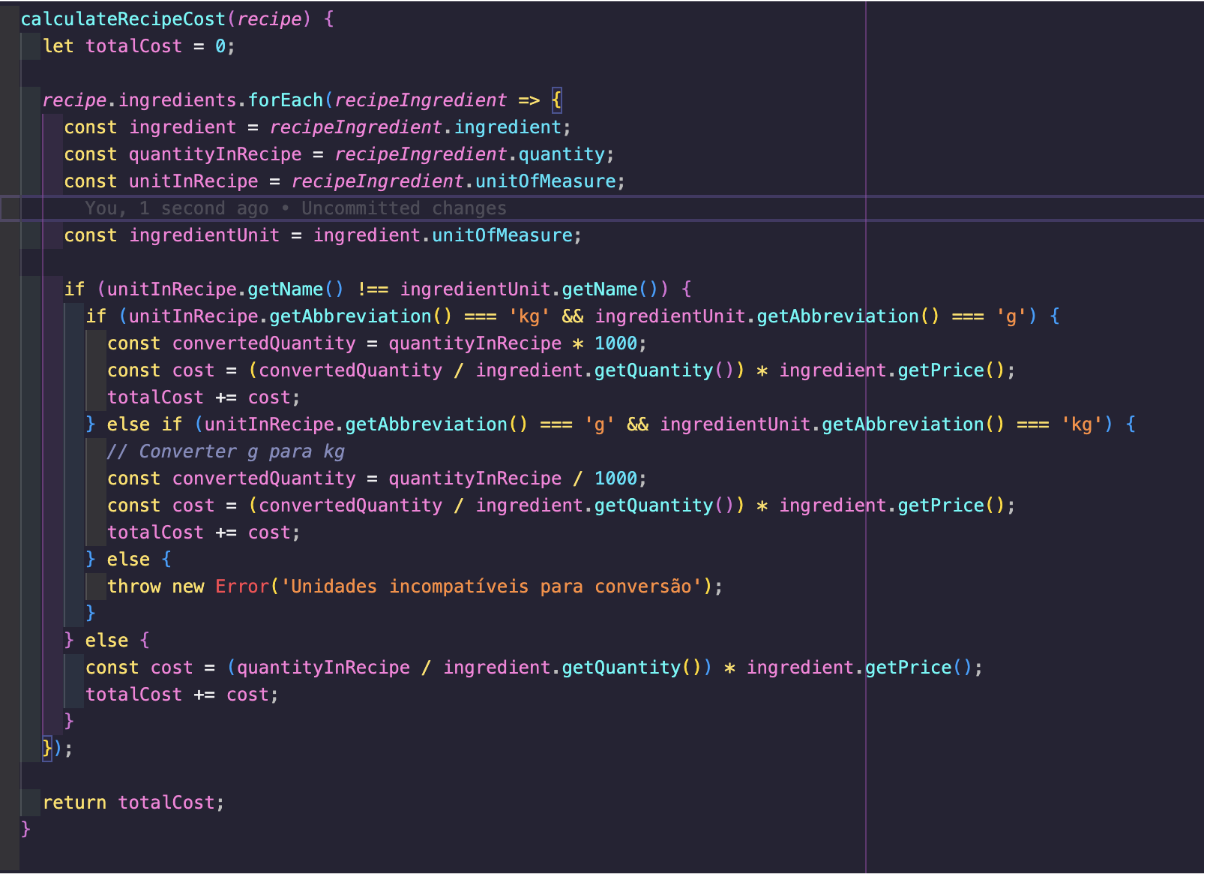 calculateRecipeCost(recipe) {
let totalCost = 0;
recipe.ingredients.forEach(recipeIngredient => {
const ingredient = recipeIngredient.ingredient;
const quantityInRecipe = recipeIngredient.quantity;
const unitInRecipe = recipeIngredient.unitOfMeasure;
You, 1 second ago • Uncommitted changes
const ingredientUnit = ingredient.unitOfMeasure;
if (unitInRecipe.getName() !== ingredientUnit.getName()) {
if (unitInRecipe.getAbbreviation() === 'kg' && ingredientUnit.getAbbreviation() === 'g') {
const convertedQuantity = quantityInRecipe * 1000;
const cost = (convertedQuantity / ingredient.getQuantity()) * ingredient.getPrice();
totalCost += cost;
} else if (unitInRecipe.getAbbreviation() === 'g' && ingredientUnit.getAbbreviation() === 'kg') {
// Converter g para kg
const convertedQuantity = quantityInRecipe / 1000;
const cost = (convertedQuantity / ingredient.getQuantity()) * ingredient.getPrice();
totalCost += cost;
} else {
throw new Error('Unidades incompatíveis para conversão');
}
} else {
const cost = (quantityInRecipe / ingredient.getQuantity()) * ingredient.getPrice();
totalCost += cost;
}
});
return totalCost;
}